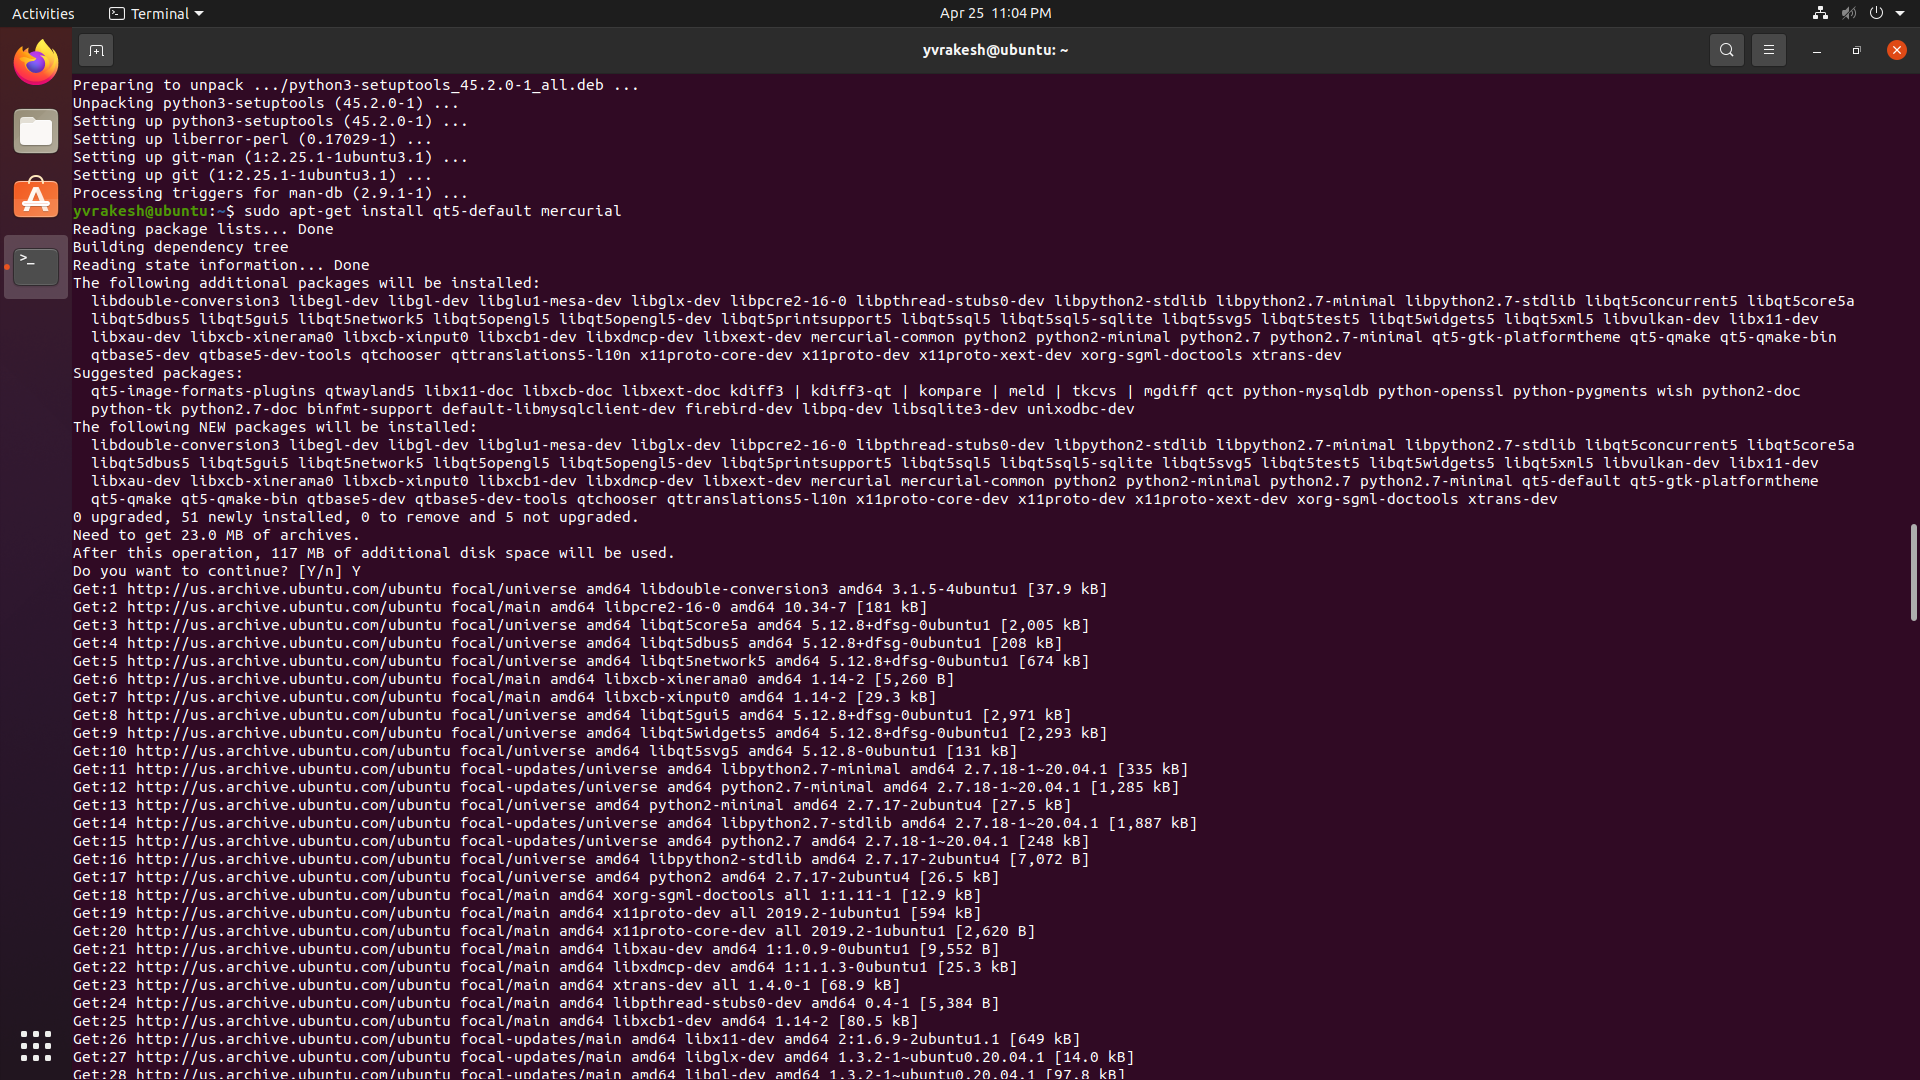 Activities
Terminal
Apr 25 11:04 PM
yvrakesh@ubuntu: ~
Preparing to unpack .../python3-setuptools_45.2.0-1_all.deb ...
Unpacking python3-setuptools (45.2.0-1) ...
Setting up python3-setuptools (45.2.0-1) ...
Setting up liberror-perl (0.17029-1) ...
Setting up git-man (1:2.25.1-1ubuntu3.1) ...
Setting up git (1:2.25.1-1ubuntu3.1) ...
Processing triggers for man-db (2.9.1-1) ...
yvrakesh@ubuntu:~$ sudo apt-get install qt5-default mercurial
Reading package lists... Done
Building dependency tree
Reading state information... Done
The following additional packages will be installed:
  libdouble-conversion3 libegl-dev libgl-dev libglu1-mesa-dev libglx-dev libpcre2-16-0 libpthread-stubs0-dev libpython2-stdlib libpython2.7-minimal libpython2.7-stdlib libqt5concurrent5 libqt5core5a
  libqt5dbus5 libqt5gui5 libqt5network5 libqt5opengl5 libqt5opengl5-dev libqt5printsupport5 libqt5sql5 libqt5sql5-sqlite libqt5svg5 libqt5test5 libqt5widgets5 libqt5xml5 libvulkan-dev libx11-dev
  libxau-dev libxcb-xinerama0 libxcb-xinput0 libxcb1-dev libxdmcp-dev libxext-dev mercurial-common python2 python2-minimal python2.7 python2.7-minimal qt5-gtk-platformtheme qt5-qmake qt5-qmake-bin
  qtbase5-dev qtbase5-dev-tools qtchooser qttranslations5-l10n x11proto-core-dev x11proto-dev x11proto-xext-dev xorg-sgml-doctools xtrans-dev
Suggested packages:
  qt5-image-formats-plugins qtwayland5 libx11-doc libxcb-doc libxext-doc kdiff3 | kdiff3-qt | kompare | meld | tkcvs | mgdiff qct python-mysqldb python-openssl python-pygments wish python2-doc
  python-tk python2.7-doc binfmt-support default-libmysqlclient-dev firebird-dev libpq-dev libsqlite3-dev unixodbc-dev
The following NEW packages will be installed:
  libdouble-conversion3 libegl-dev libgl-dev libglu1-mesa-dev libglx-dev libpcre2-16-0 libpthread-stubs0-dev libpython2-stdlib libpython2.7-minimal libpython2.7-stdlib libqt5concurrent5 libqt5core5a
  libqt5dbus5 libqt5gui5 libqt5network5 libqt5opengl5 libqt5opengl5-dev libqt5printsupport5 libqt5sql5 libqt5sql5-sqlite libqt5svg5 libqt5test5 libqt5widgets5 libqt5xml5 libvulkan-dev libx11-dev
  libxau-dev libxcb-xinerama0 libxcb-xinput0 libxcb1-dev libxdmcp-dev libxext-dev mercurial mercurial-common python2 python2-minimal python2.7 python2.7-minimal qt5-default qt5-gtk-platformtheme
  qt5-qmake qt5-qmake-bin qtbase5-dev qtbase5-dev-tools qtchooser qttranslations5-l10n x11proto-core-dev x11proto-dev x11proto-xext-dev xorg-sgml-doctools xtrans-dev
0 upgraded, 51 newly installed, 0 to remove and 5 not upgraded.
Need to get 23.0 MB of archives.
After this operation, 117 MB of additional disk space will be used.
Do you want to continue? [Y/n] Y
Get:1 http://us.archive.ubuntu.com/ubuntu focal/universe amd64 libdouble-conversion3 amd64 3.1.5-4ubuntu1 [37.9 kB]
Get:2 http://us.archive.ubuntu.com/ubuntu focal/main amd64 libpcre2-16-0 amd64 10.34-7 [181 kB]
Get:3 http://us.archive.ubuntu.com/ubuntu focal/universe amd64 libqt5core5a amd64 5.12.8+dfsg-0ubuntu1 [2,005 kB]
Get:4 http://us.archive.ubuntu.com/ubuntu focal/universe amd64 libqt5dbus5 amd64 5.12.8+dfsg-0ubuntu1 [208 kB]
Get:5 http://us.archive.ubuntu.com/ubuntu focal/universe amd64 libqt5network5 amd64 5.12.8+dfsg-0ubuntu1 [674 kB]
Get:6 http://us.archive.ubuntu.com/ubuntu focal/main amd64 libxcb-xinerama0 amd64 1.14-2 [5,260 B]
Get:7 http://us.archive.ubuntu.com/ubuntu focal/main amd64 libxcb-xinput0 amd64 1.14-2 [29.3 kB]
Get:8 http://us.archive.ubuntu.com/ubuntu focal/universe amd64 libqt5gui5 amd64 5.12.8+dfsg-0ubuntu1 [2,971 kB]
Get:9 http://us.archive.ubuntu.com/ubuntu focal/universe amd64 libqt5widgets5 amd64 5.12.8+dfsg-0ubuntu1 [2,293 kB]
Get:10 http://us.archive.ubuntu.com/ubuntu focal/universe amd64 libqt5svg5 amd64 5.12.8-0ubuntu1 [131 kB]
Get:11 http://us.archive.ubuntu.com/ubuntu focal-updates/universe amd64 libpython2.7-minimal amd64 2.7.18-1~20.04.1 [335 kB]
Get:12 http://us.archive.ubuntu.com/ubuntu focal-updates/universe amd64 python2.7-minimal amd64 2.7.18-1~20.04.1 [1,285 kB]
Get:13 http://us.archive.ubuntu.com/ubuntu focal/universe amd64 python2-minimal amd64 2.7.17-2ubuntu4 [27.5 kB]
Get:14 http://us.archive.ubuntu.com/ubuntu focal-updates/universe amd64 libpython2.7-stdlib amd64 2.7.18-1~20.04.1 [1,887 kB]
Get:15 http://us.archive.ubuntu.com/ubuntu focal-updates/universe amd64 python2.7 amd64 2.7.18-1~20.04.1 [248 kB]
Get:16 http://us.archive.ubuntu.com/ubuntu focal/universe amd64 libpython2-stdlib amd64 2.7.17-2ubuntu4 [7,072 B]
Get:17 http://us.archive.ubuntu.com/ubuntu focal/universe amd64 python2 amd64 2.7.17-2ubuntu4 [26.5 kB]
Get:18 http://us.archive.ubuntu.com/ubuntu focal/main amd64 xorg-sgml-doctools all 1:1.11-1 [12.9 kB]
Get:19 http://us.archive.ubuntu.com/ubuntu focal/main amd64 x11proto-dev all 2019.2-1ubuntu1 [594 kB]
Get:20 http://us.archive.ubuntu.com/ubuntu focal/main amd64 x11proto-core-dev all 2019.2-1ubuntu1 [2,620 B]
Get:21 http://us.archive.ubuntu.com/ubuntu focal/main amd64 libxau-dev amd64 1:1.0.9-0ubuntu1 [9,552 B]
Get:22 http://us.archive.ubuntu.com/ubuntu focal/main amd64 libxdmcp-dev amd64 1:1.1.3-0ubuntu1 [25.3 kB]
Get:23 http://us.archive.ubuntu.com/ubuntu focal/main amd64 xtrans-dev all 1.4.0-1 [68.9 kB]
Get:24 http://us.archive.ubuntu.com/ubuntu focal/main amd64 libpthread-stubs0-dev amd64 0.4-1 [5,384 B]
Get:25 http://us.archive.ubuntu.com/ubuntu focal/main amd64 libxcb1-dev amd64 1.14-2 [80.5 kB]
Get:26 http://us.archive.ubuntu.com/ubuntu focal-updates/main amd64 libx11-dev amd64 2:1.6.9-2ubuntu1.1 [649 kB]
Get:27 http://us.archive.ubuntu.com/ubuntu focal-updates/main amd64 libglx-dev amd64 1.3.2-1~ubuntu0.20.04.1 [14.0 kB]
Get:28 http://us.archive.ubuntu.com/ubuntu focal-updates/main amd64 libgl-dev amd64 1.3.2-1~ubuntu0.20.04.1 [97.8 kB]